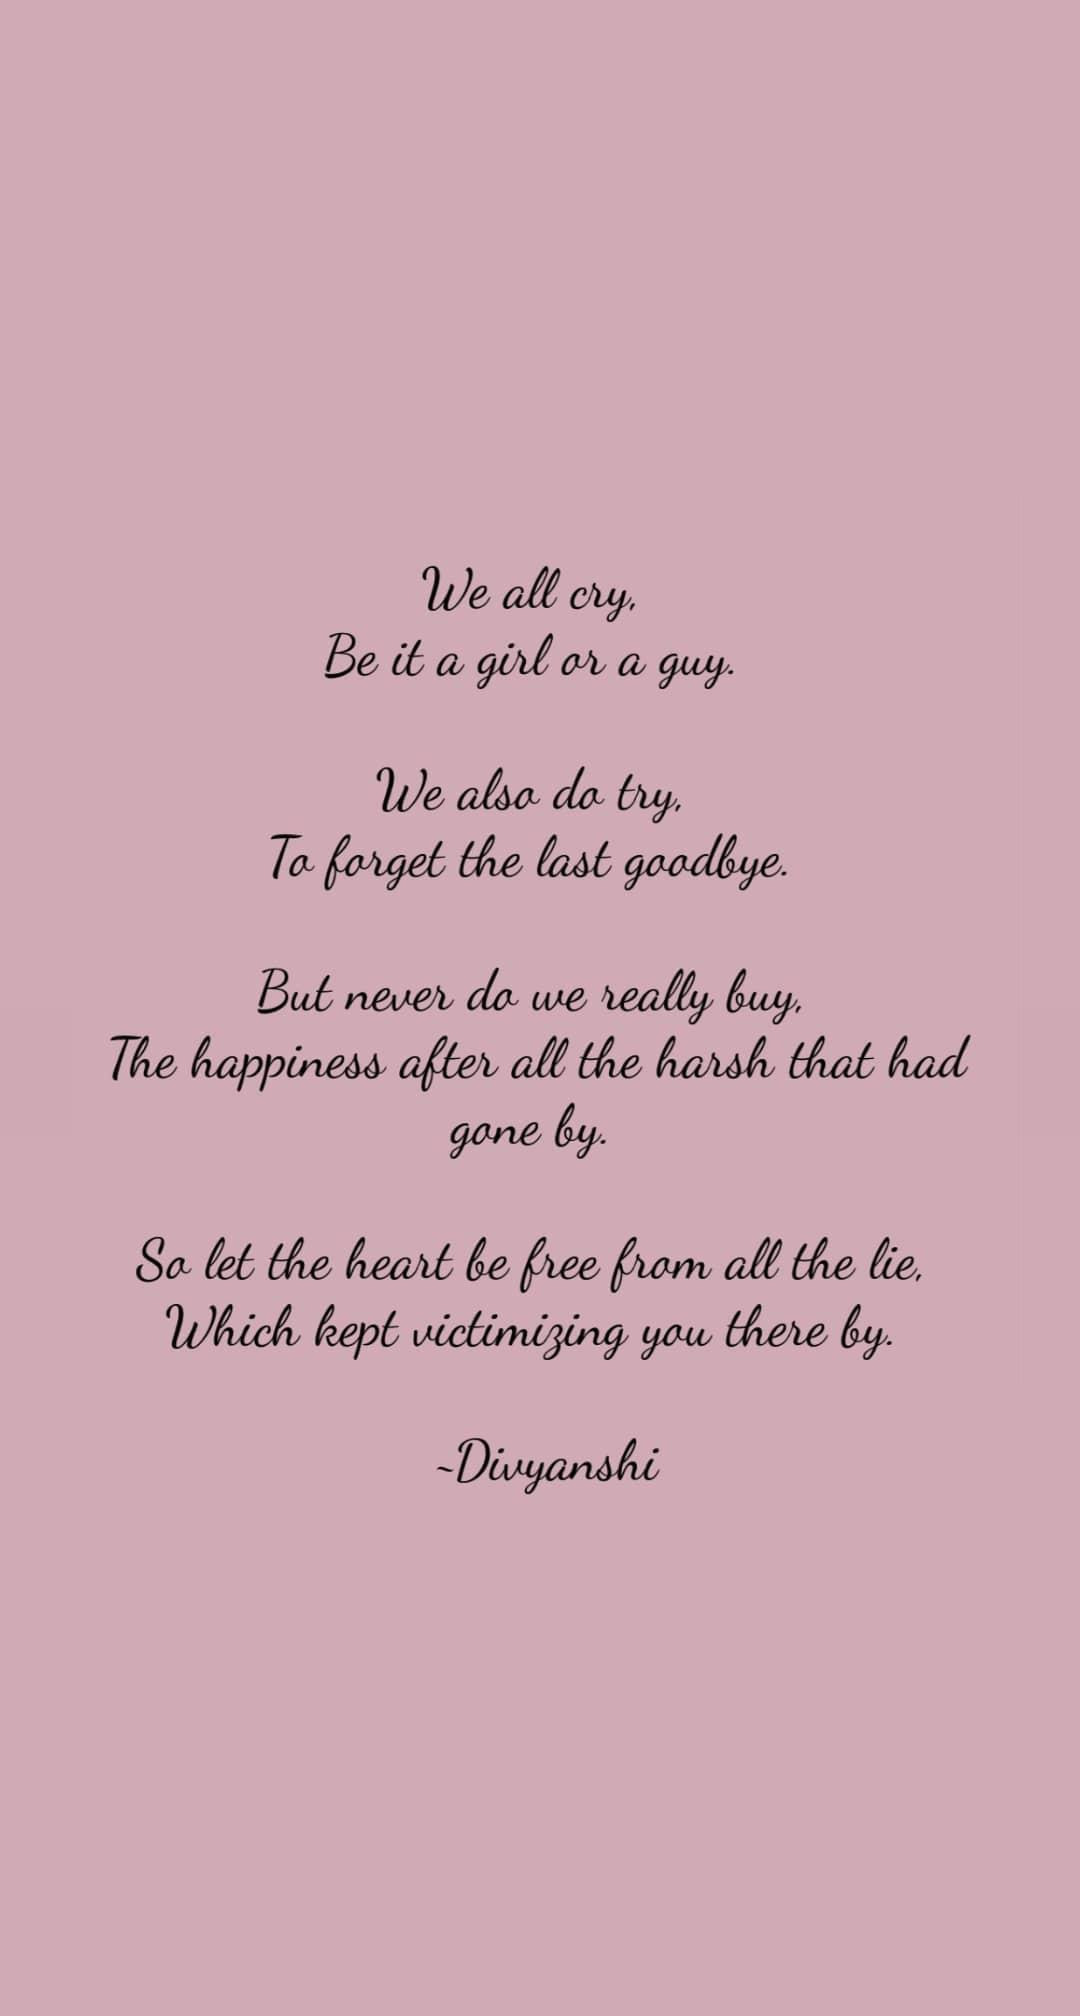 We all cry,
Be it a girl or a guy.
We also do try,
To forget the last goodbye.
But never do we really buy,
The happiness after all the harsh that had
gone by.
So let the heart be free from all the lie,
Which kept victimizing you there by.
~Divyanshi